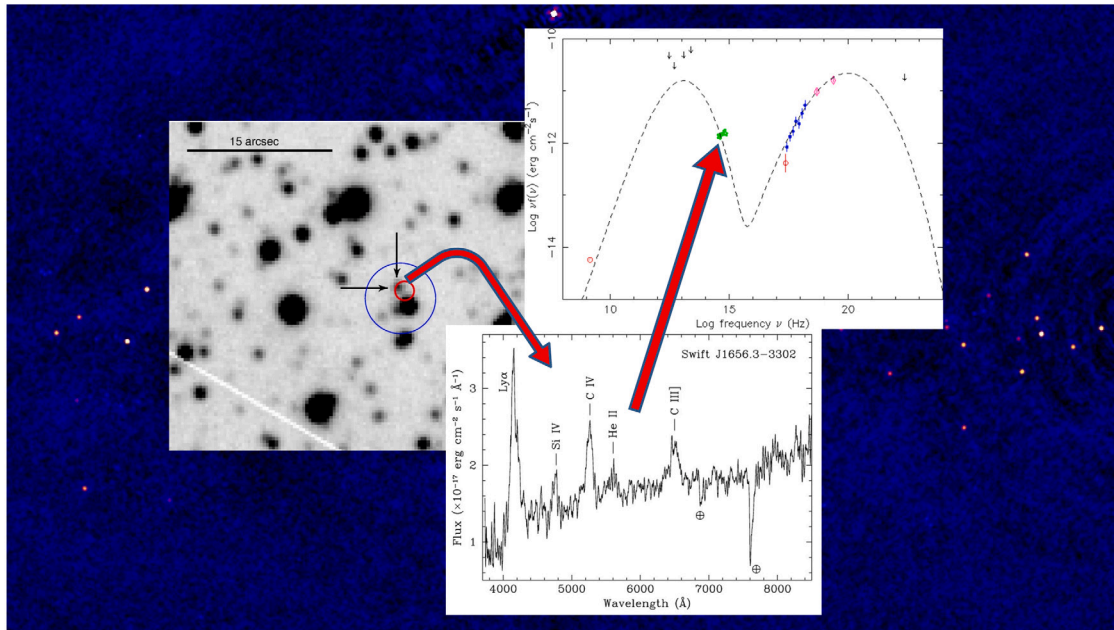 15 arcsec
Log νf(ν) (erg cm⁻²s⁻¹)
-10
-12
-14
10
15
20
Log frequency ν (Hz)
Swift J1656.3−3302
Lyα
Si IV
C IV
He II
C III]
⊕
⊕
Flux (×10⁻¹⁷ erg cm⁻² s⁻¹ Å⁻¹)
3
2
1
4000
5000
6000
7000
8000
Wavelength (Å)